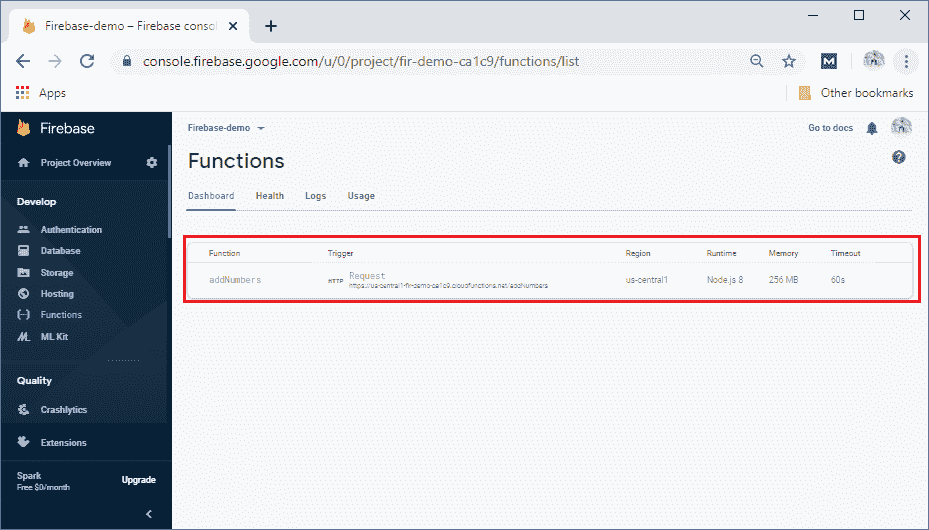 Firebase-demo – Firebase consol
console.firebase.google.com/u/0/project/fir-demo-ca1c9/functions/list
Apps
Other bookmarks
Firebase
Firebase-demo
Go to docs
Project Overview
Functions
Develop
Dashboard Health Logs Usage
Authentication
Database
Storage
Hosting
Functions
ML Kit
Function Trigger Region Runtime Memory Timeout
addNumbers HTTP Request us-central1 Node.js 8 256 MB 60s
https://us-central1-fir-demo-ca1c9.cloudfunctions.net/addNumbers
Quality
Crashlytics
Extensions
Spark
Free $0/month
Upgrade